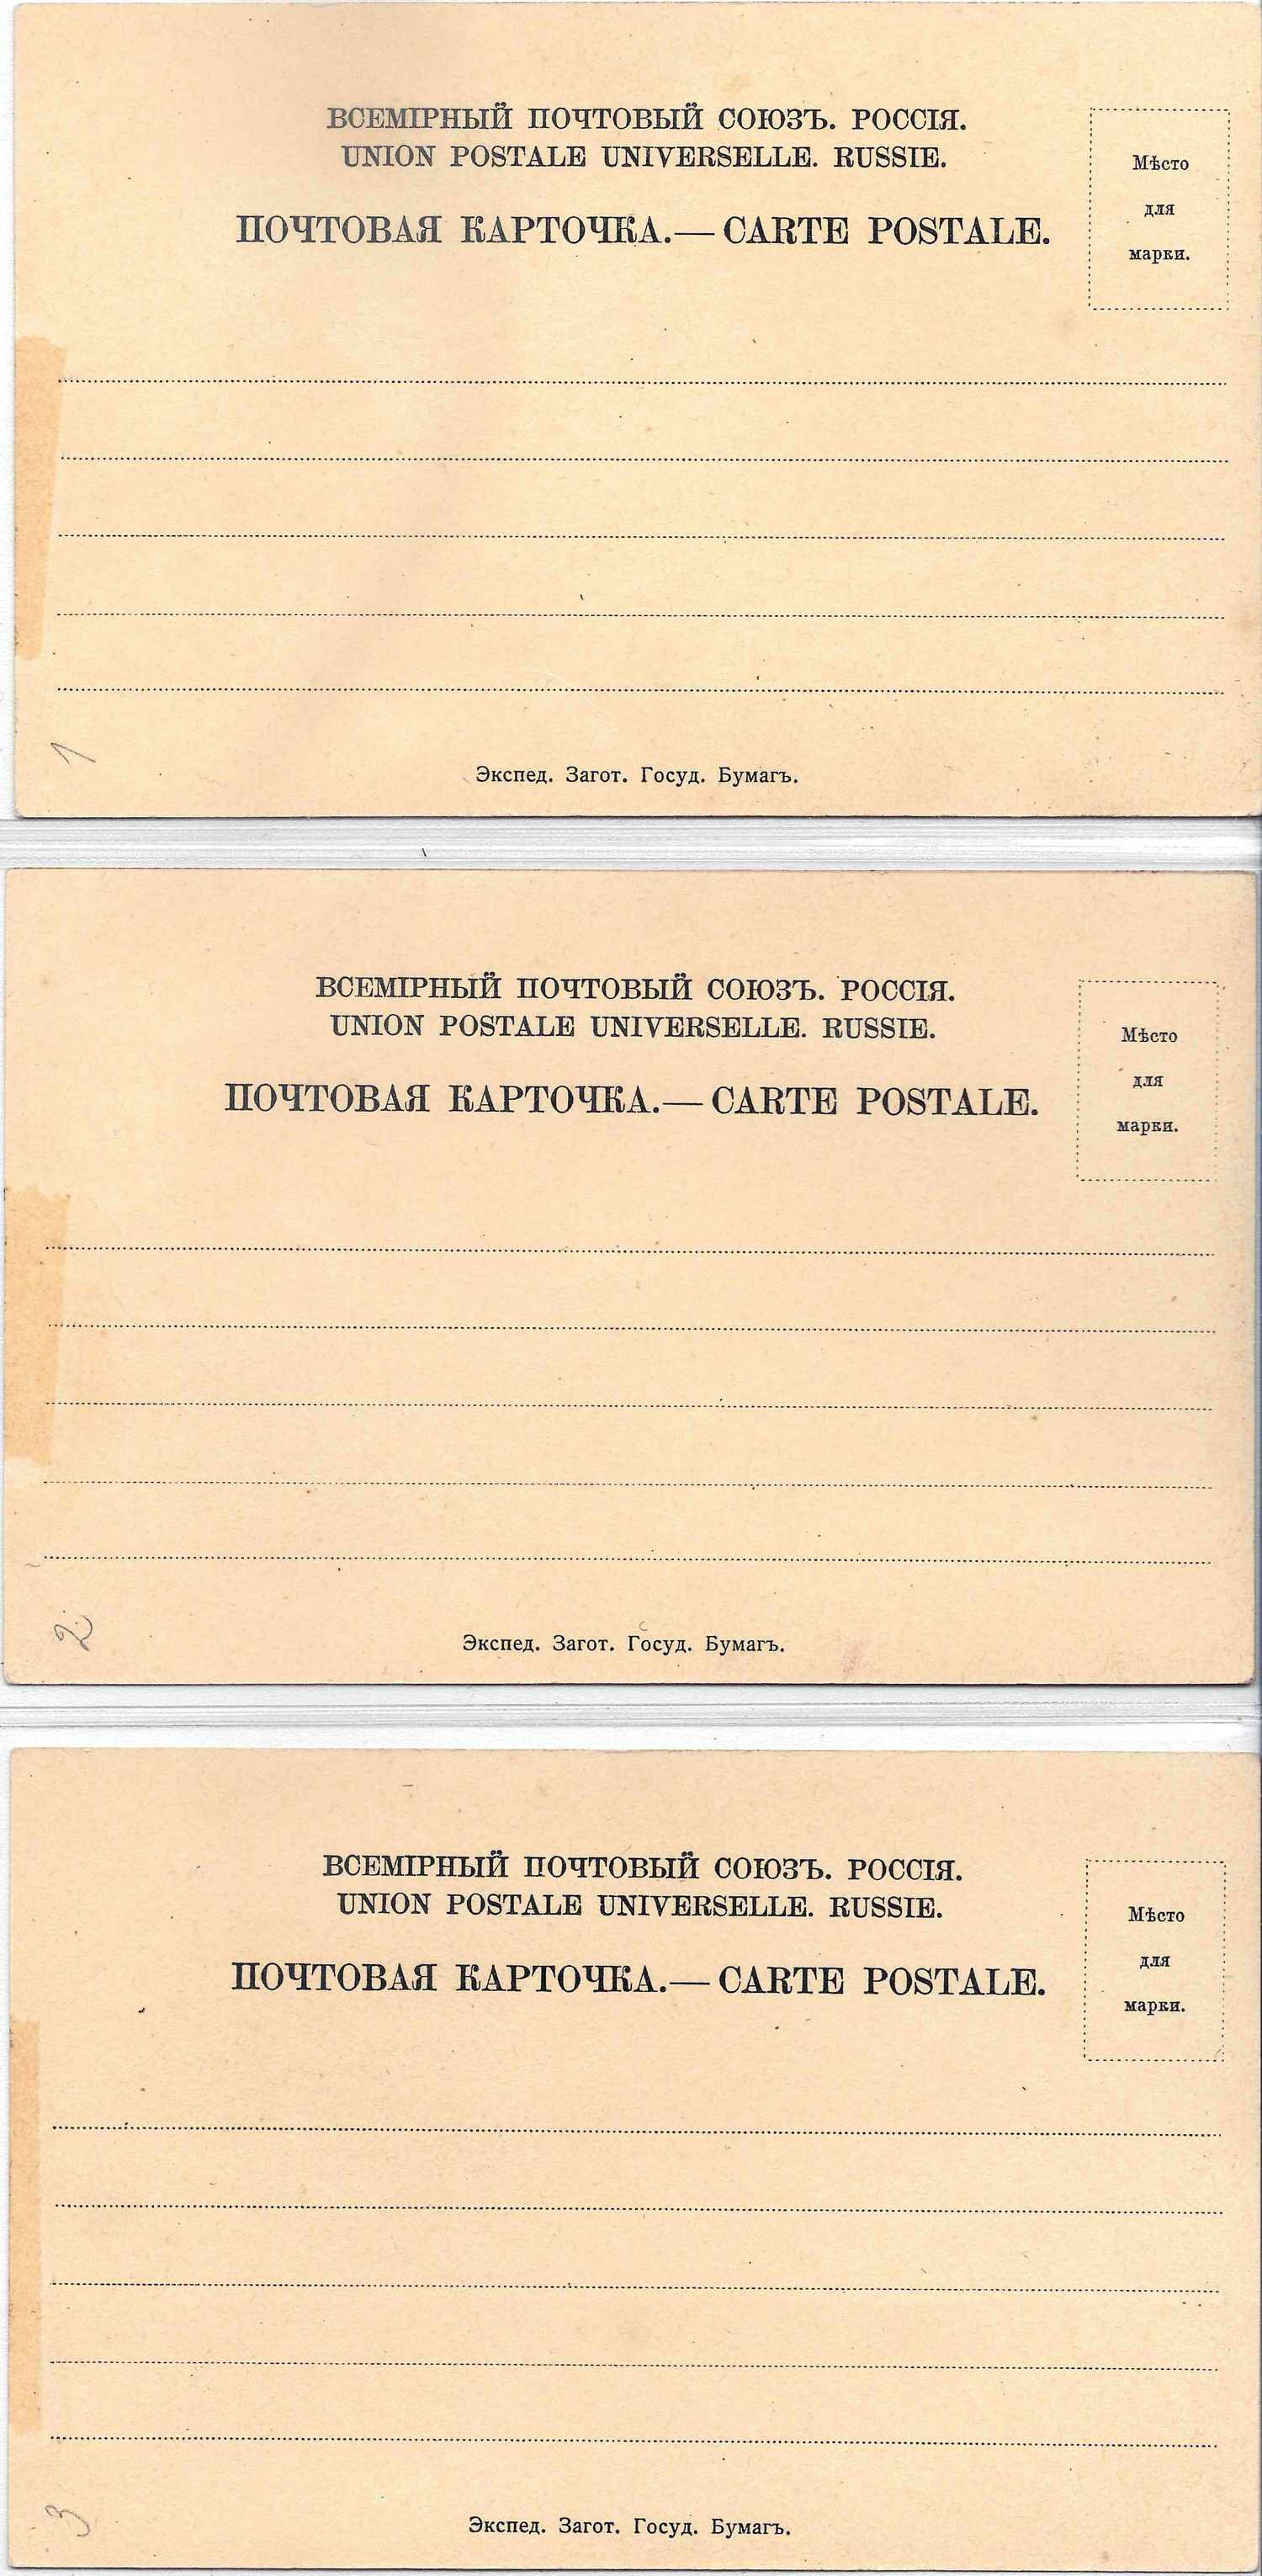 ВСЕМІРНЫЙ ПОЧТОВЫЙ СОЮЗЪ. РОССІЯ.
UNION POSTALE UNIVERSELLE. RUSSIE.
ПОЧТОВАЯ КАРТОЧКА.— CARTE POSTALE.
Мѣсто
для
марки.
1
Экспед. Загот. Госуд. Бумагъ.
ВСЕМІРНЫЙ ПОЧТОВЫЙ СОЮЗЪ. РОССІЯ.
UNION POSTALE UNIVERSELLE. RUSSIE.
ПОЧТОВАЯ КАРТОЧКА.— CARTE POSTALE.
Мѣсто
для
марки.
2
Экспед. Загот. Госуд. Бумагъ.
ВСЕМІРНЫЙ ПОЧТОВЫЙ СОЮЗЪ. РОССІЯ.
UNION POSTALE UNIVERSELLE. RUSSIE.
ПОЧТОВАЯ КАРТОЧКА.— CARTE POSTALE.
Мѣсто
для
марки.
3
Экспед. Загот. Госуд. Бумагъ.